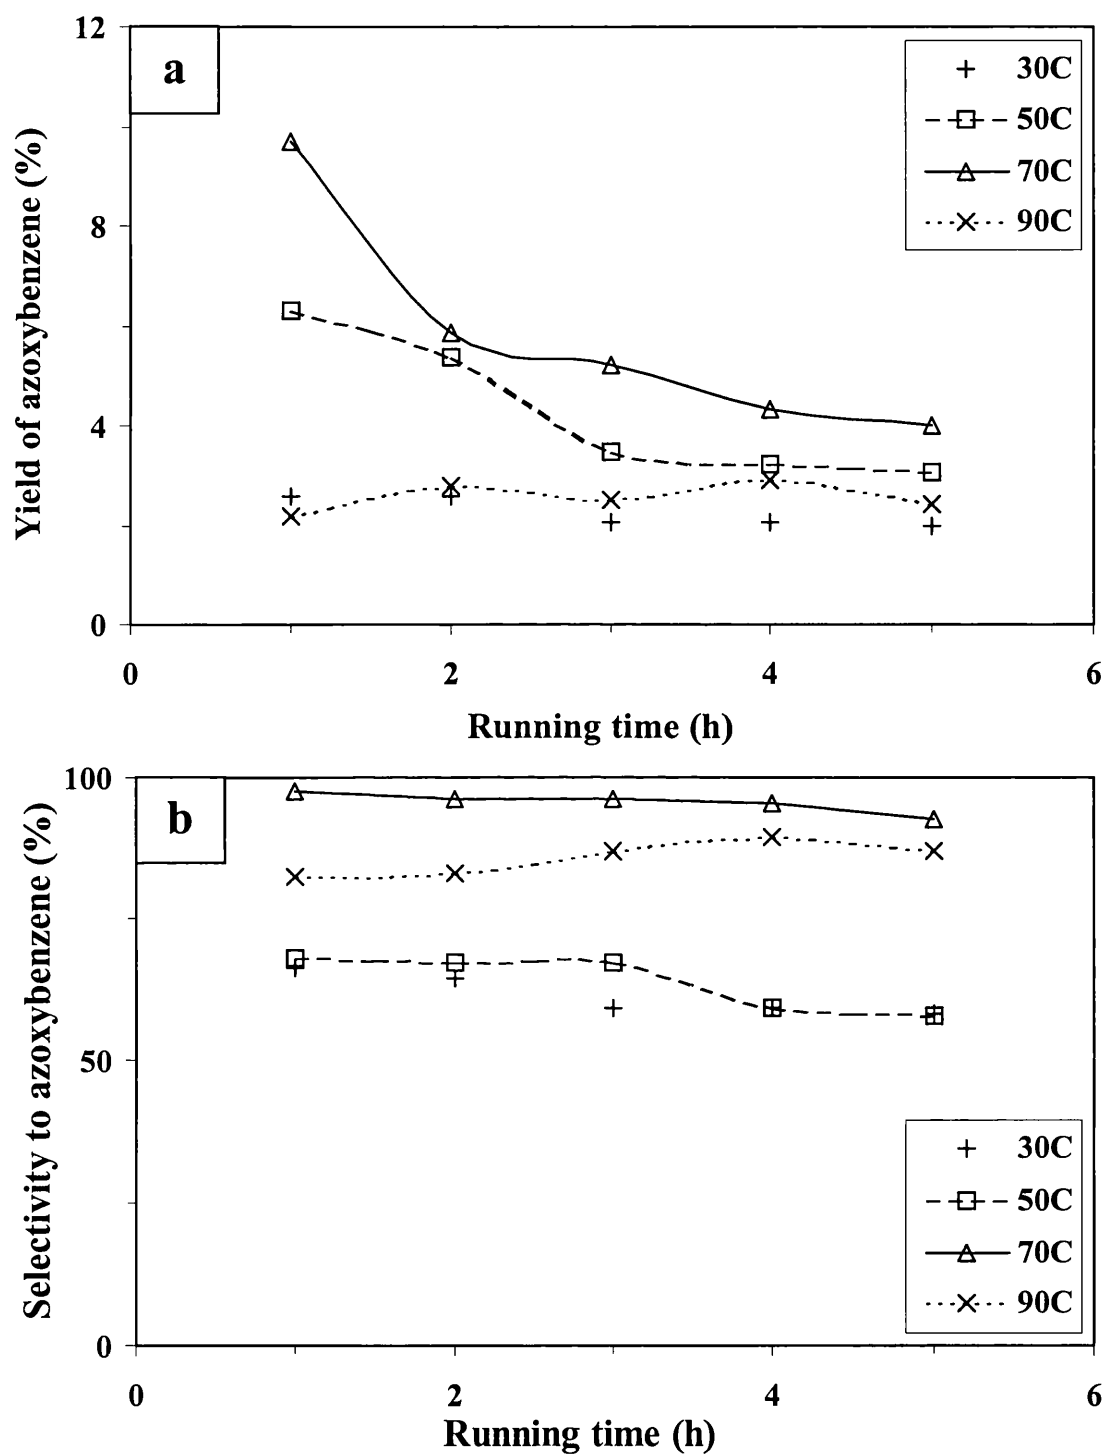 12
a
30C
50C
70C
90C
8
4
0
Yield of azoxybenzene (%)
0 2 4 6
Running time (h)
100
b
50
0
Selectivity to azoxybenzene (%)
30C
50C
70C
90C
0 2 4 6
Running time (h)